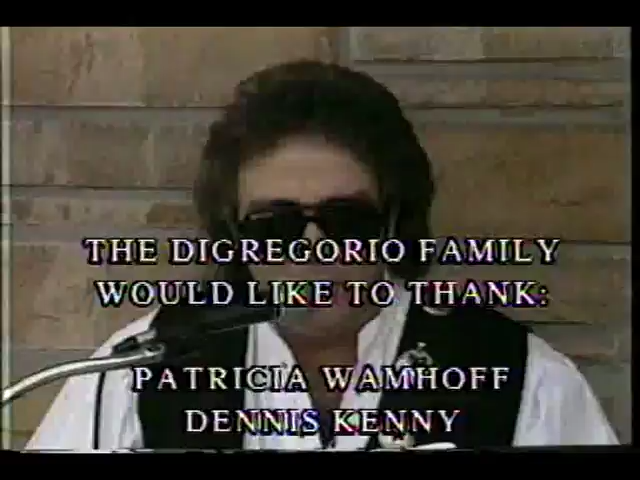 THE DIGREGORIO FAMILY
WOULD LIKE TO THANK:
PATRICIA WAMHOFF
DENNIS KENNY